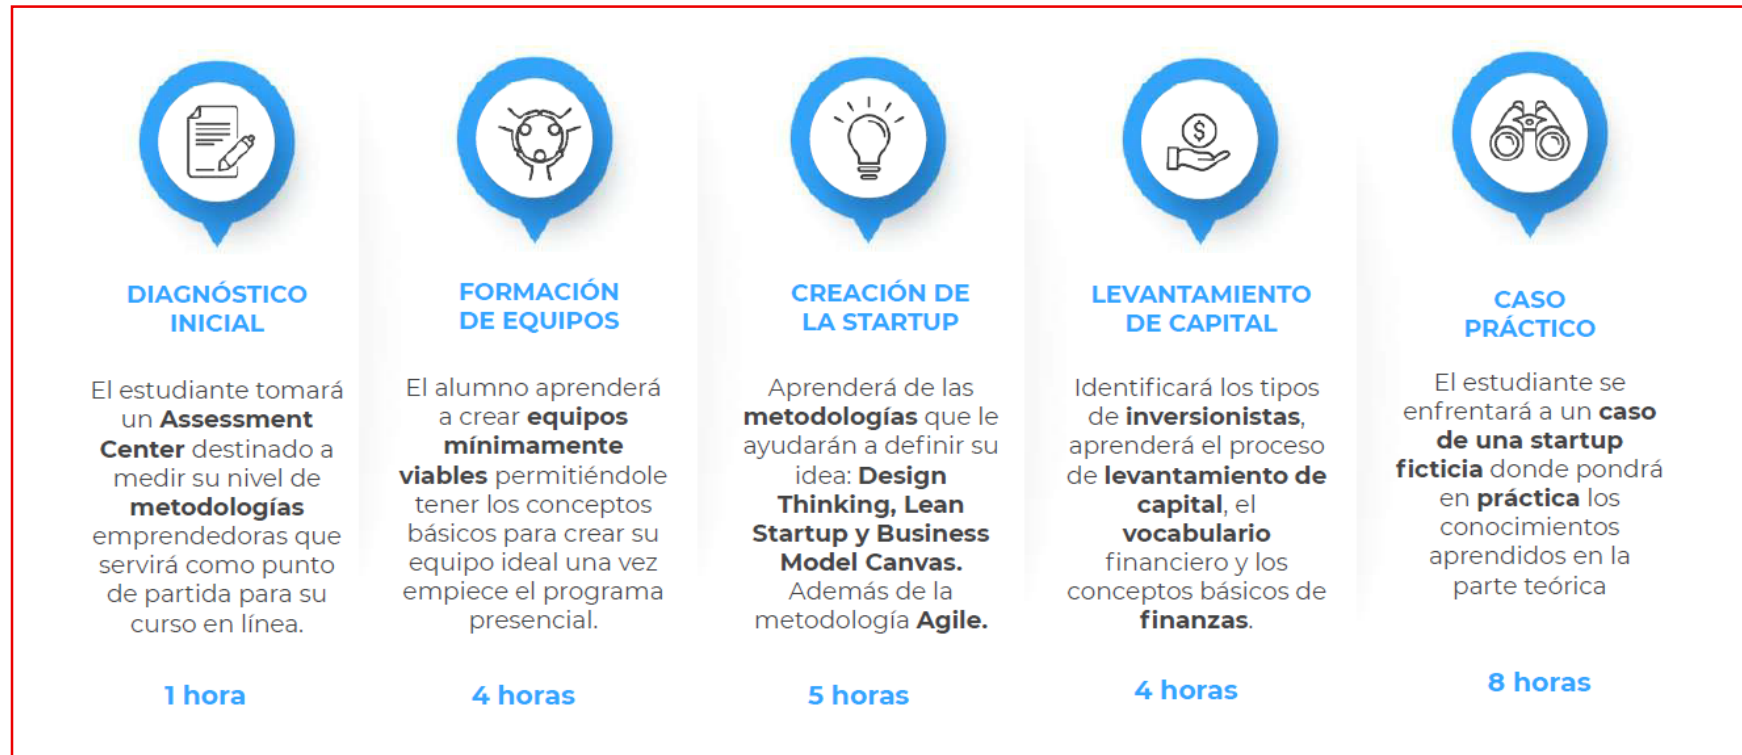 DIAGNÓSTICO
INICIAL
El estudiante tomará
un Assessment
Center destinado a
medir su nivel de
metodologías
emprendedoras que
servirá como punto
de partida para su
curso en línea.
1 hora
FORMACIÓN
DE EQUIPOS
El alumno aprenderá
a crear equipos
mínimamente
viables permitiéndole
tener los conceptos
básicos para crear su
equipo ideal una vez
empiece el programa
presencial.
4 horas
CREACIÓN DE
LA STARTUP
Aprenderá de las
metodologías que le
ayudarán a definir su
idea: Design
Thinking, Lean
Startup y Business
Model Canvas.
Además de la
metodología Agile.
5 horas
LEVANTAMIENTO
DE CAPITAL
Identificará los tipos
de inversionistas,
aprenderá el proceso
de levantamiento de
capital, el
vocabulario
financiero y los
conceptos básicos de
finanzas.
4 horas
CASO
PRÁCTICO
El estudiante se
enfrentará a un caso
de una startup
ficticia donde pondrá
en práctica los
conocimientos
aprendidos en la
parte teórica
8 horas